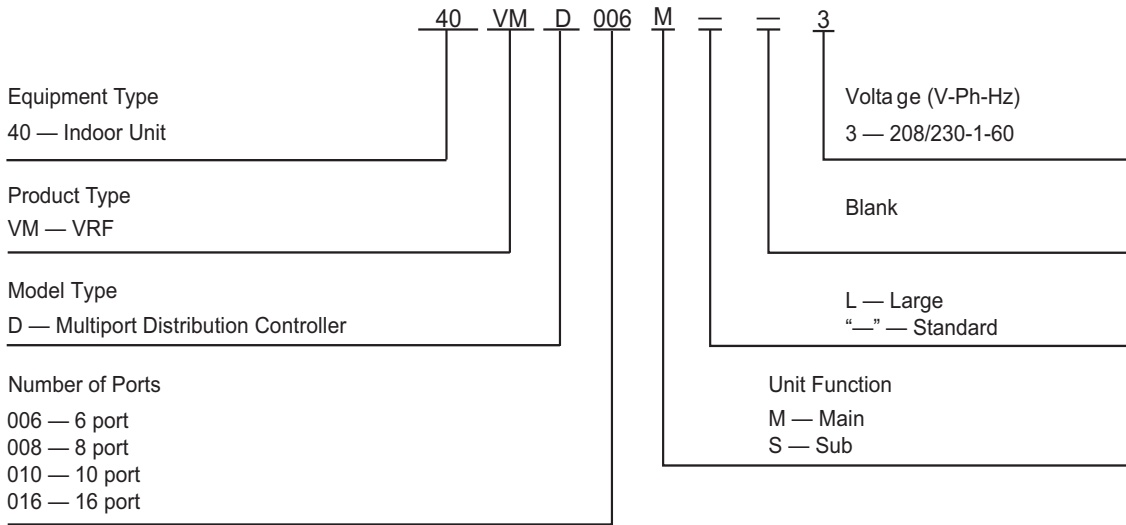 40 VM D 006 M — — 3
Equipment Type
40 — Indoor Unit
Product Type
VM — VRF
Model Type
D — Multiport Distribution Controller
Number of Ports
006 — 6 port
008 — 8 port
010 — 10 port
016 — 16 port
Volta ge (V-Ph-Hz)
3 — 208/230-1-60
Blank
L — Large
“—” — Standard
Unit Function
M — Main
S — Sub